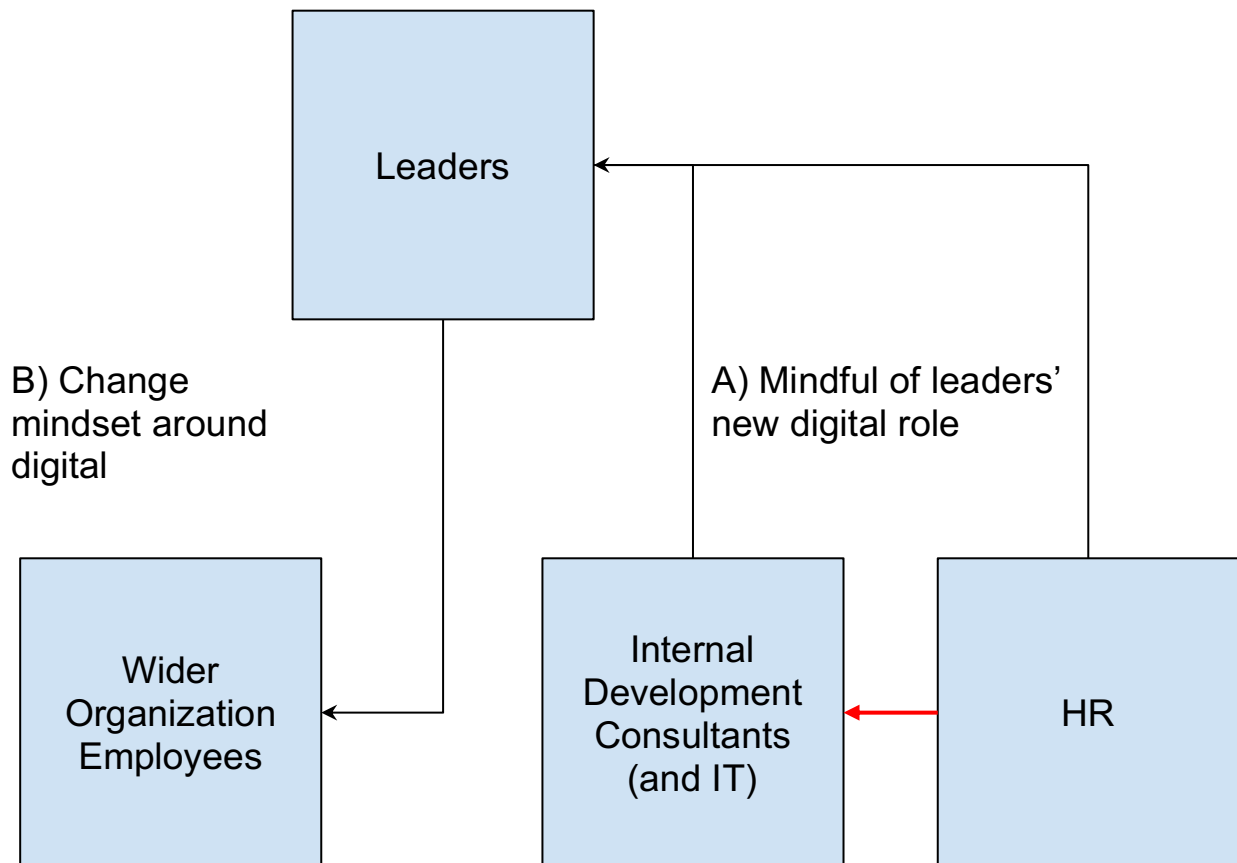 Leaders
B) Change
mindset around
digital
A) Mindful of leaders’
new digital role
Wider
Organization
Employees
Internal
Development
Consultants
(and IT)
HR